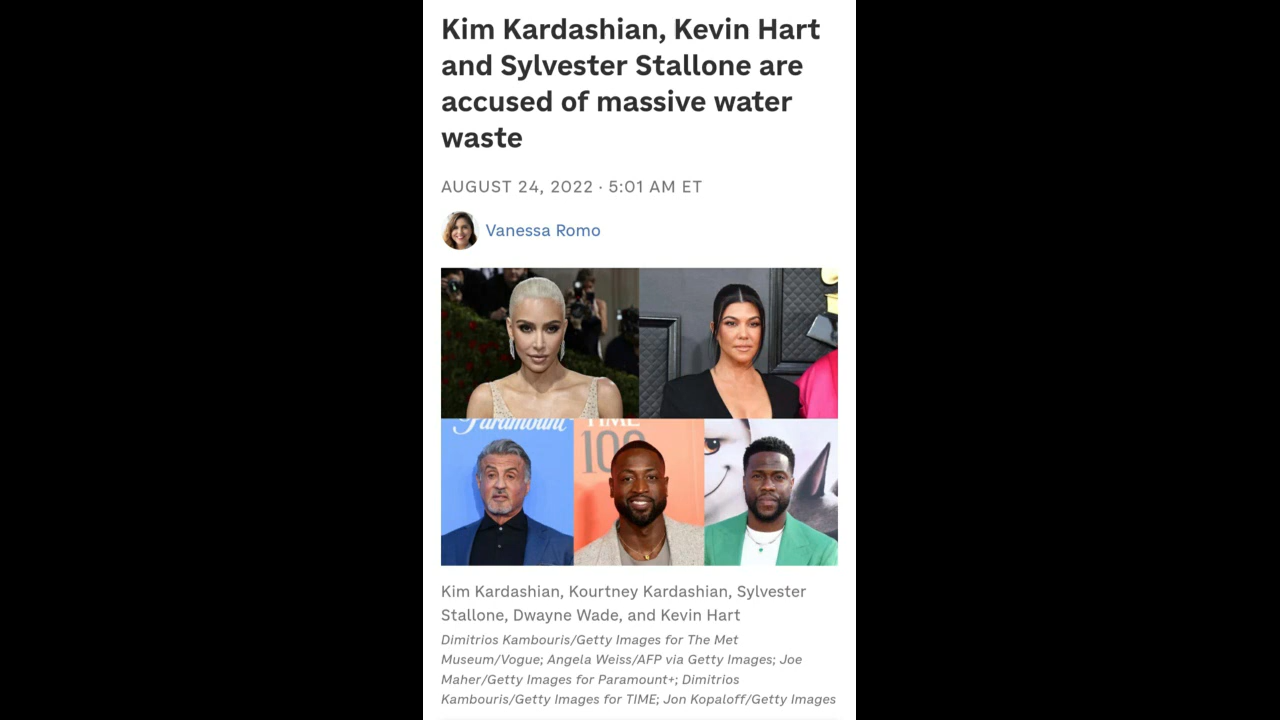 Kim Kardashian, Kevin Hart
and Sylvester Stallone are
accused of massive water
waste
AUGUST 24, 2022 · 5:01 AM ET
Vanessa Romo
Paramount
TIME
100
Kim Kardashian, Kourtney Kardashian, Sylvester
Stallone, Dwayne Wade, and Kevin Hart
Dimitrios Kambouris/Getty Images for The Met
Museum/Vogue; Angela Weiss/AFP via Getty Images; Joe
Maher/Getty Images for Paramount+; Dimitrios
Kambouris/Getty Images for TIME; Jon Kopaloff/Getty Images